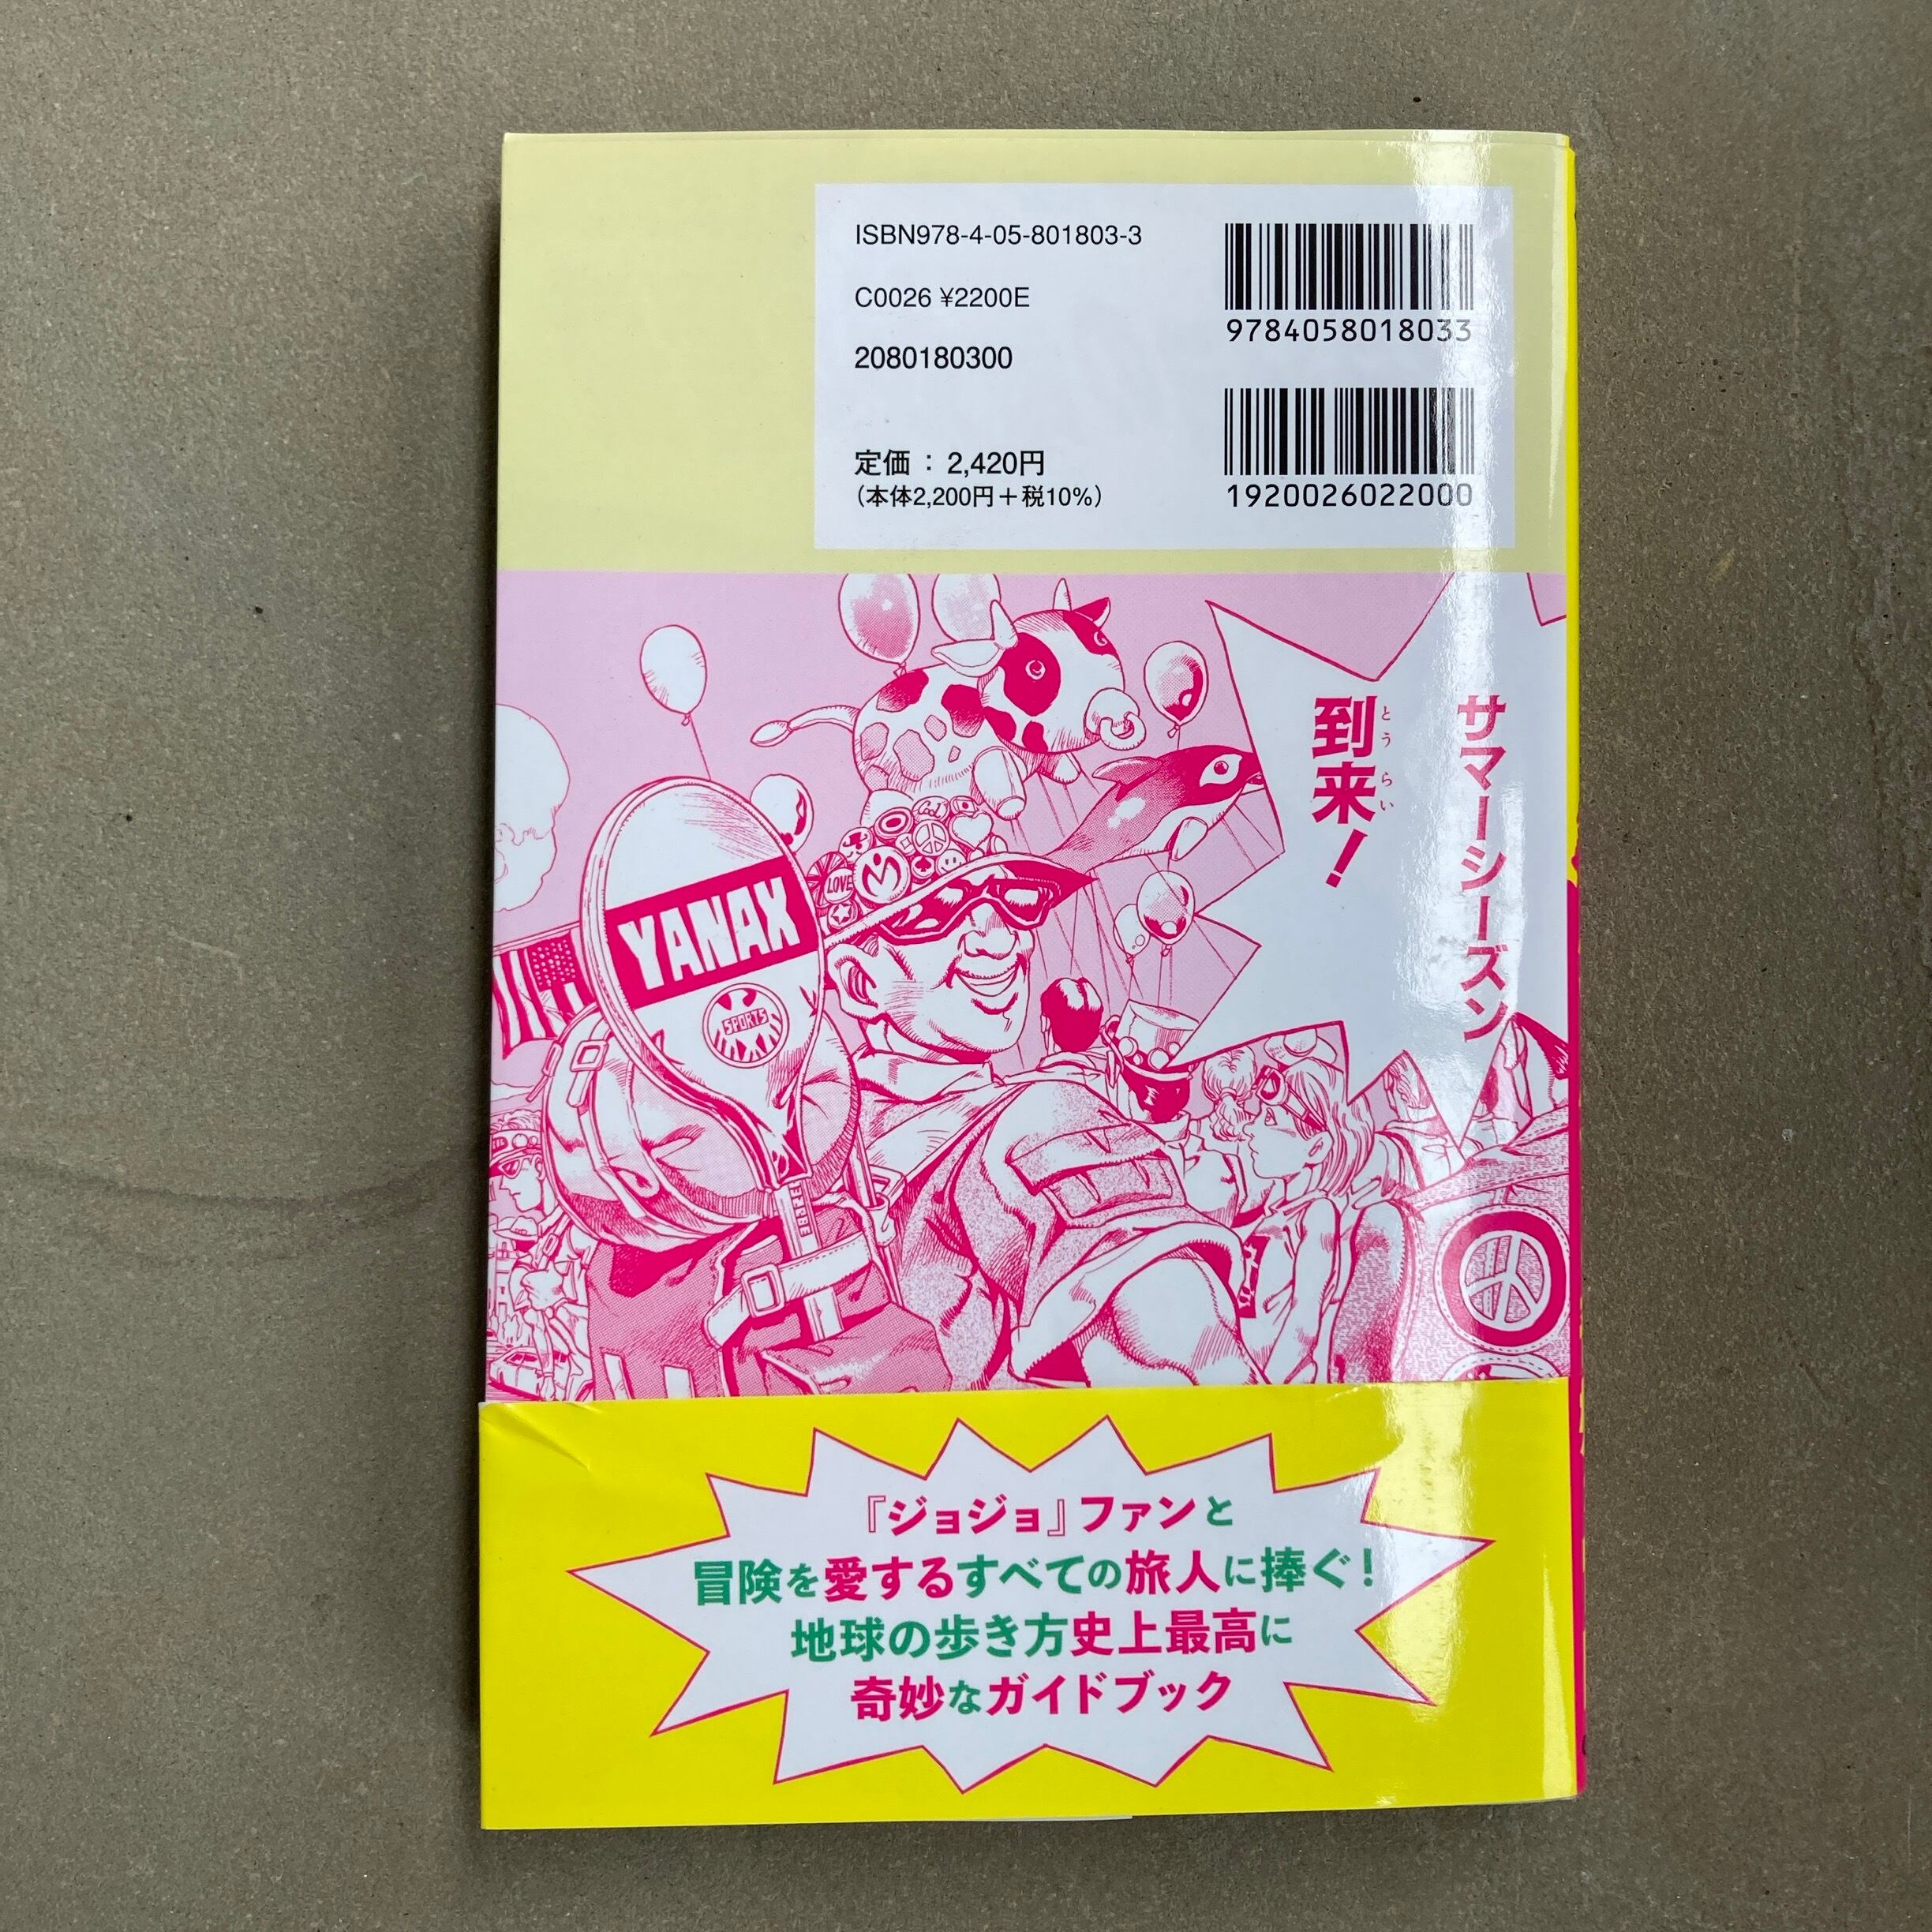 ISBN978-4-05-801803-3
C0026 ¥2200E
2080180300
定価 : 2,420円
(本体2,200円+税10%)
9784058018033
1920026022000
サマーシーズン
到来!
とう
らい
LOVE
YANAX
SPORTS
『ジョジョ』ファンと
冒険を愛するすべての旅人に捧ぐ!
地球の歩き方史上最高に
奇妙なガイドブック